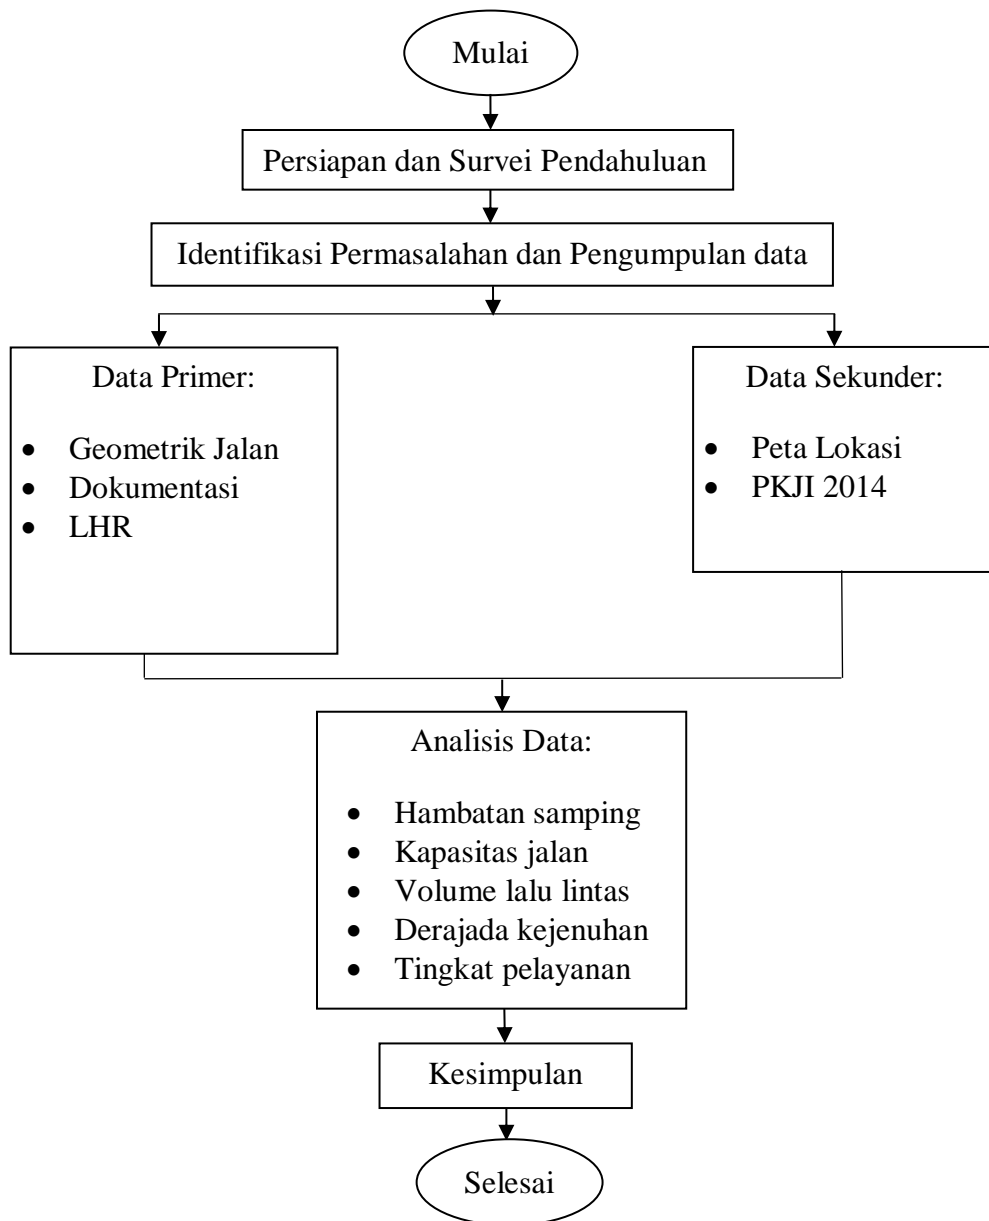 Mulai
Persiapan dan Survei Pendahuluan
Identifikasi Permasalahan dan Pengumpulan data
Data Primer:
• Geometrik Jalan
• Dokumentasi
• LHR
Data Sekunder:
• Peta Lokasi
• PKJI 2014
Analisis Data:
• Hambatan samping
• Kapasitas jalan
• Volume lalu lintas
• Derajada kejenuhan
• Tingkat pelayanan
Kesimpulan
Selesai